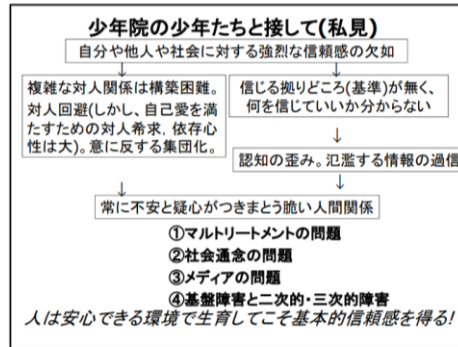 少年院の少年たちと接して(私見)
自分や他人や社会に対する強烈な信頼感の欠如
↓
↓
複雑な対人関係は構築困難。
対人回避(しかし、自己愛を満
たすための対人希求，依存心
性は大)。意に反する集団化。
信じる拠りどころ(基準)が無く、
何を信じていいか分からない
↓
認知の歪み。氾濫する情報の過信
↓
↓
常に不安と疑心がつきまとう脆い人間関係
①マルトリートメントの問題
②社会通念の問題
③メディアの問題
④基盤障害と二次的・三次的障害
人は安心できる環境で生育してこそ基本的信頼感を得る!